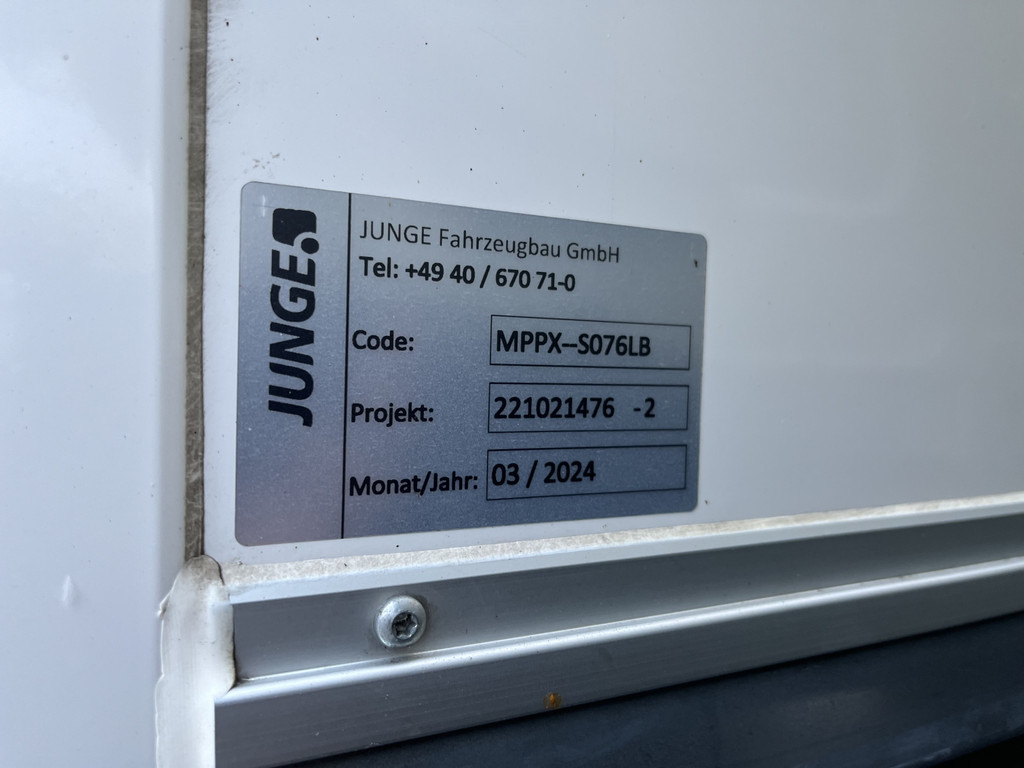 JUNGE
JUNGE Fahrzeugbau GmbH
Tel: +49 40 / 670 71-0
Code: MPPX–S076LB
Projekt: 221021476 -2
Monat/Jahr: 03 / 2024